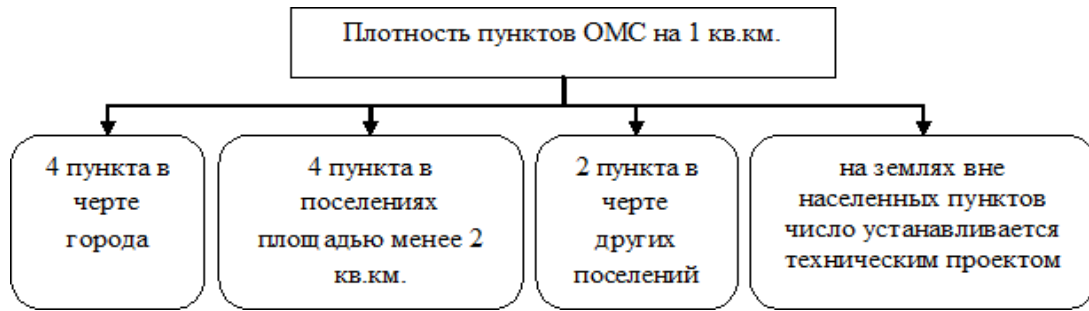 Плотность пунктов ОМС на 1 кв.км.
4 пункта в
черте
города
4 пункта в
поселениях
площадью менее 2
кв.км.
2 пункта в
черте
других
поселений
на землях вне
населенных пунктов
число устанавливается
техническим проектом